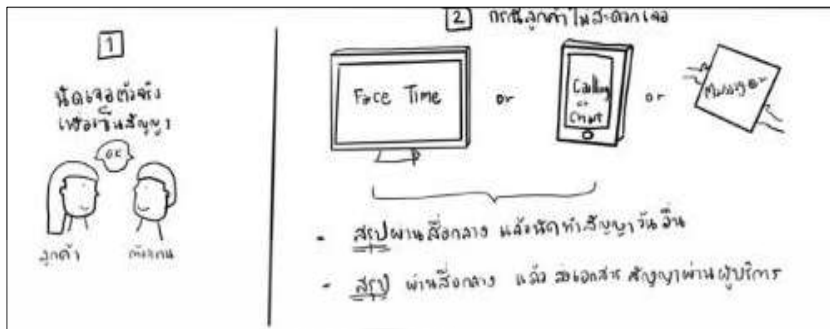 1
นัดเจอตัวจริง
เพื่อเซ็นสัญญา
OK
ลูกค้า
ตัวแทน
2 กรณีลูกค้าไม่สะดวกเจอ
Face Time
or
Calling
or
Chat
or
Messenger
- สรุปผ่านสื่อกลาง แล้วนัดทำสัญญาวันอื่น
- สรุป ผ่านสื่อกลาง แล้ว ส่งเอกสาร สัญญาผ่านผู้บริการ